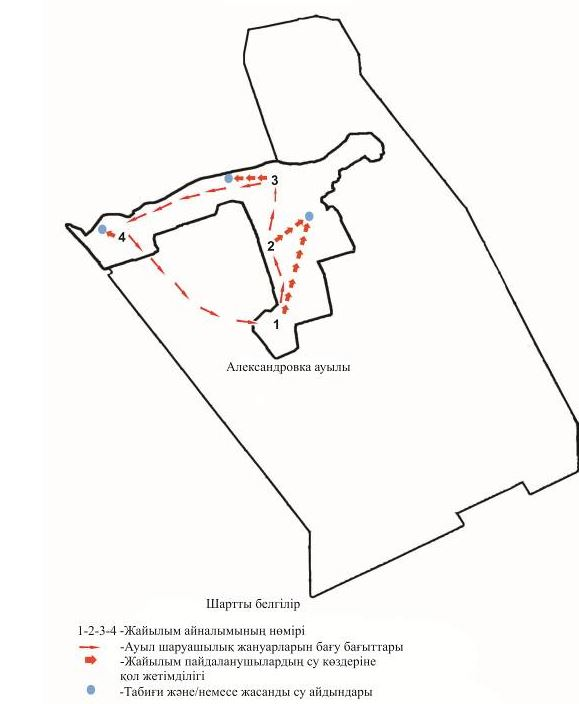 3
4
2
1
Александровка ауылы
Шартты белгілір
1-2-3-4 -Жайылым айналымының нөмірі
-Ауыл шаруашылық жануарларын бағу бағыттары
-Жайылым пайдаланушылардың су көздеріне
қол жетімділігі
-Табиғи және/немесе жасанды су айдындары